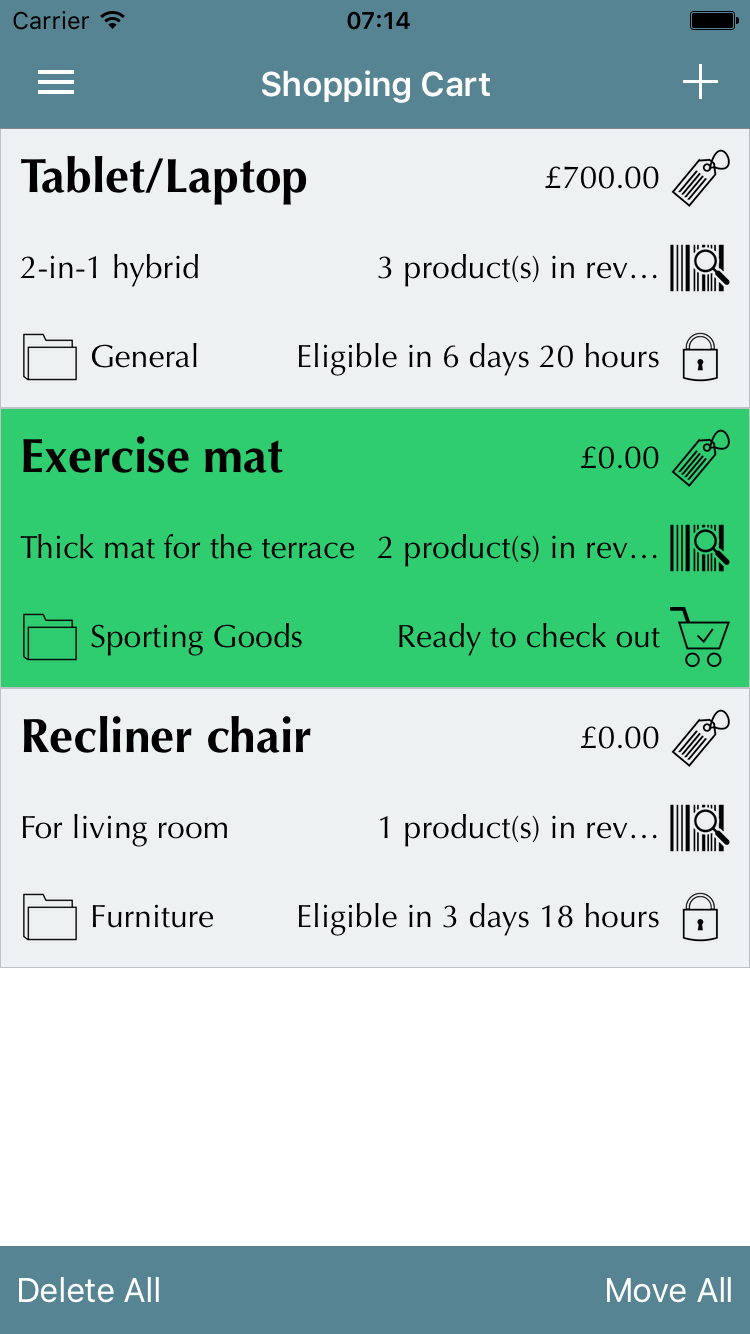 Carrier 07:14
Shopping Cart
Tablet/Laptop £700.00
2-in-1 hybrid 3 product(s) in rev…
General Eligible in 6 days 20 hours
Exercise mat £0.00
Thick mat for the terrace 2 product(s) in rev…
Sporting Goods Ready to check out
Recliner chair £0.00
For living room 1 product(s) in rev…
Furniture Eligible in 3 days 18 hours
Delete All Move All